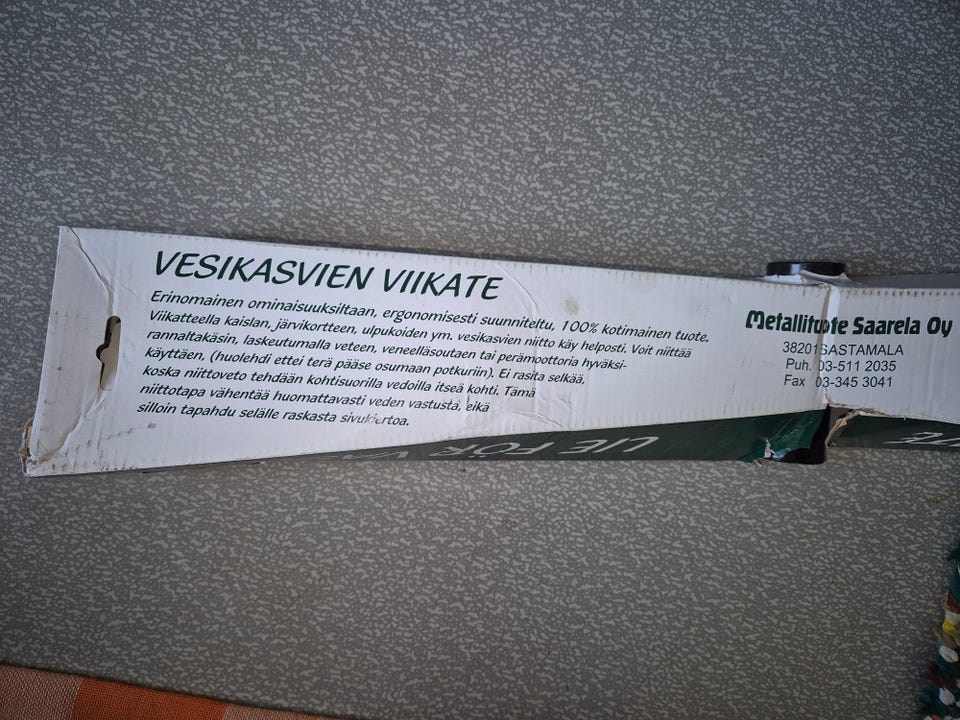 VESIKASVIEN VIIKATE
Erinomainen ominaisuuksiltaan, ergonomisesti suunniteltu, 100% kotimainen tuote.
Viikatteella kaislan, järvikortteen, ulpukoiden ym. vesikasvien niitto käy helposti. Voit niittää
rannaltakäsin, laskeutumalla veteen, veneelläsoutaen tai perämottoria hyväksi-
käyttäen, (huolehdi ettei terä pääse osumaan potkuriin). Ei rasita selkää,
koska niittoveto tehdään kohtisuorilla vedoilla itseä kohti. Tämä
niittotapa vähentää huomattavasti veden vastusta, eikä
silloin tapahdu selälle raskasta sivukiertoa.
Metallituote Saarela Oy
38201 SASTAMALA
Puh. 03-511 2035
Fax 03-345 3041
LIE FÖR